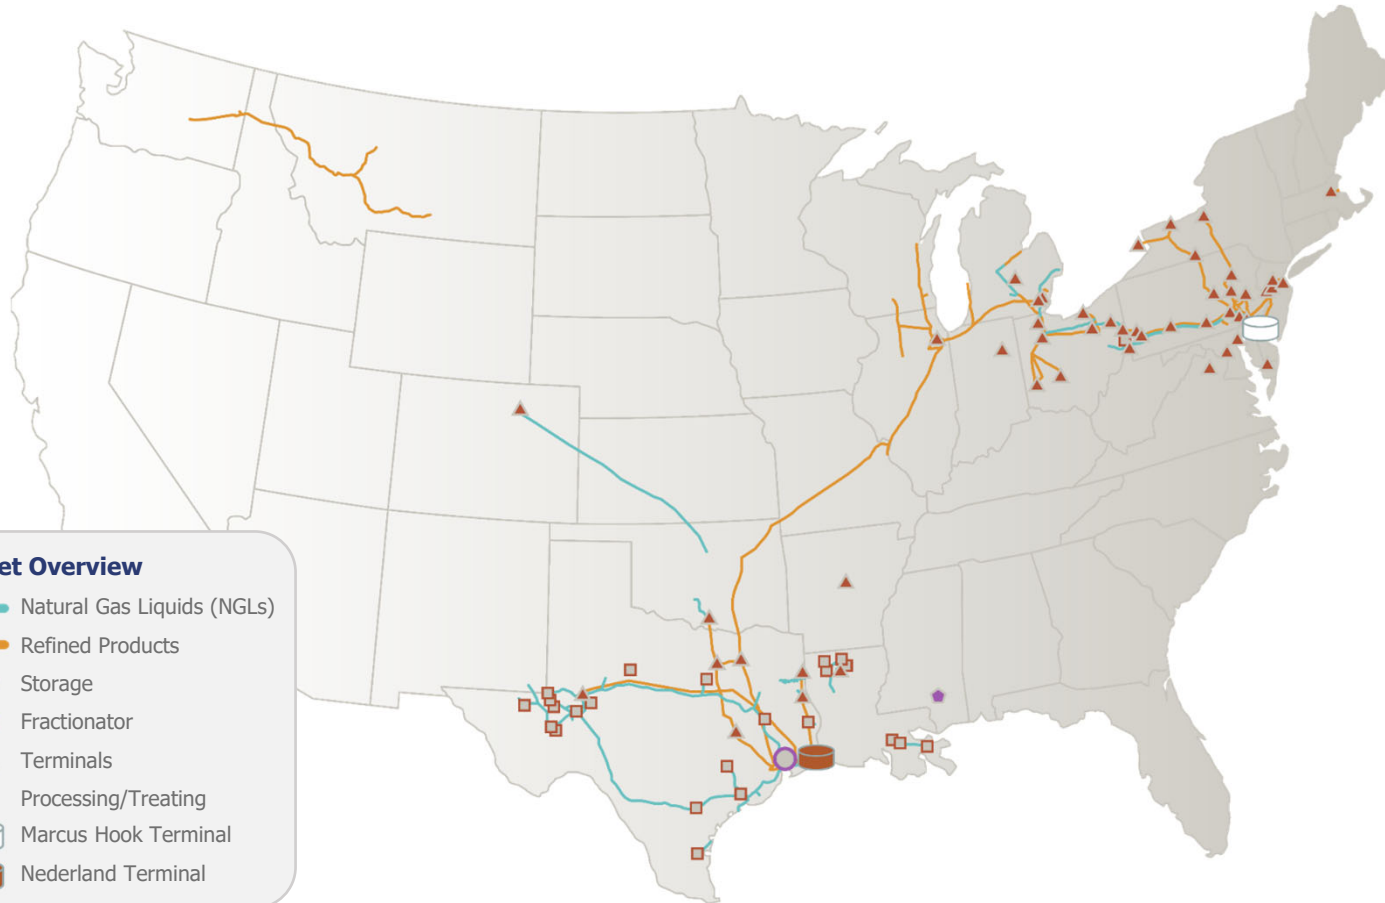 et Overview
Natural Gas Liquids (NGLs)
Refined Products
Storage
Fractionator
Terminals
Processing/Treating
Marcus Hook Terminal
Nederland Terminal